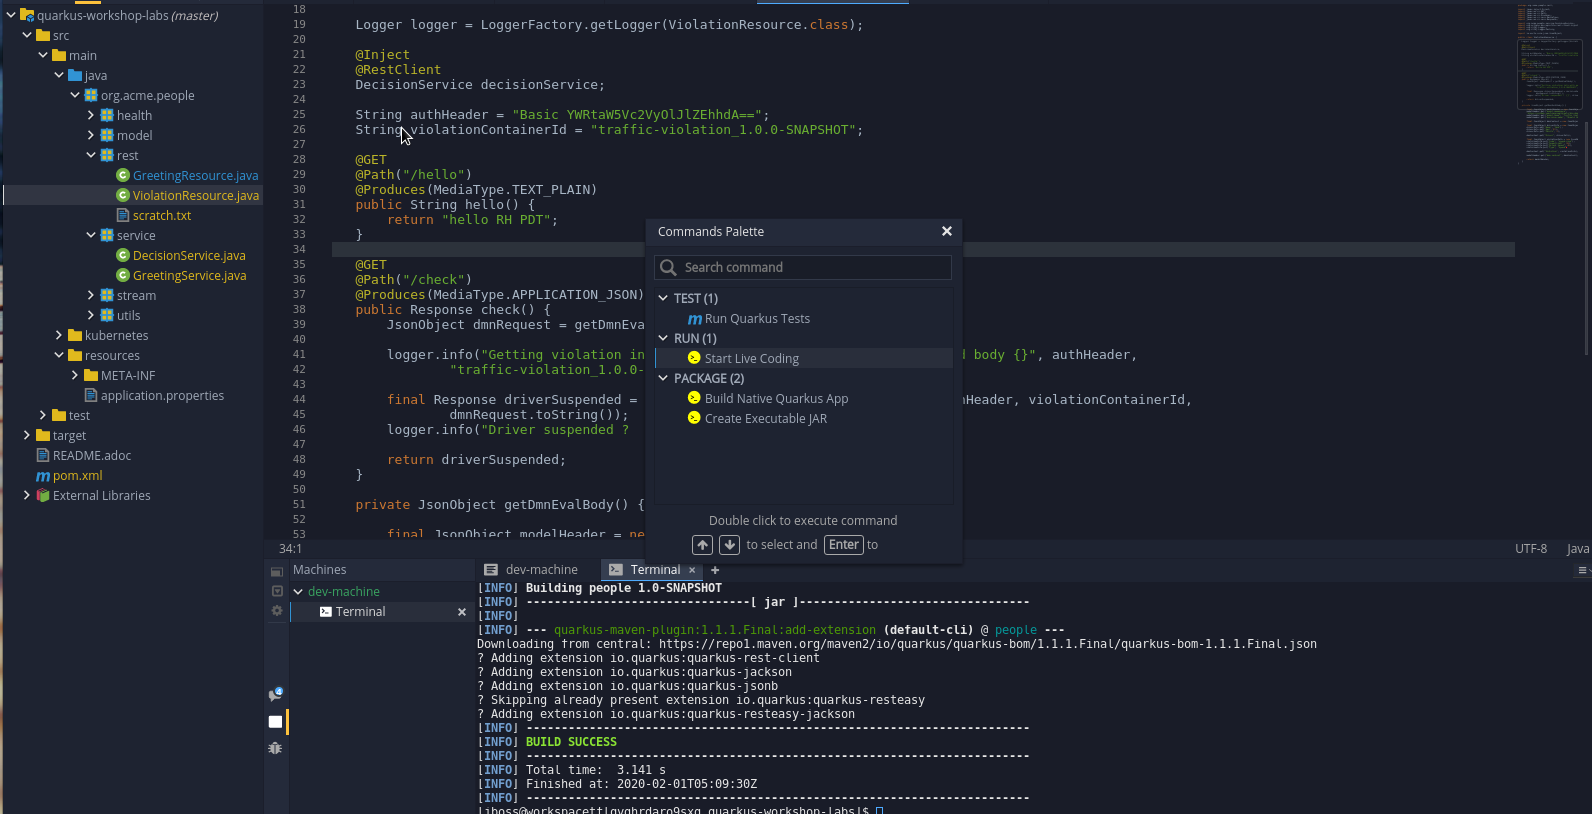 quarkus-workshop-labs (master)
src
main
java
org.acme.people
health
model
rest
GreetingResource.java
ViolationResource.java
scratch.txt
service
DecisionService.java
GreetingService.java
stream
utils
kubernetes
resources
META-INF
application.properties
test
target
README.adoc
pom.xml
External Libraries
18
19 Logger logger = LoggerFactory.getLogger(ViolationResource.class);
20
21 @Inject
22 @RestClient
23 DecisionService decisionService;
24
25 String authHeader = "Basic YWRtaW5Vc2VyOlJlZEhhdA==";
26 String violationContainerId = "traffic-violation_1.0.0-SNAPSHOT";
27
28 @GET
29 @Path("/hello")
30 @Produces(MediaType.TEXT_PLAIN)
31 public String hello() {
32 return "hello RH PDT";
33 }
34
35 @GET
36 @Path("/check")
37 @Produces(MediaType.APPLICATION_JSON)
38 public Response check() {
39 JsonObject dmnRequest = getDmnEva
40
41 logger.info("Getting violation in d body {}", authHeader,
42 "traffic-violation_1.0.0-
43
44 final Response driverSuspended = nHeader, violationContainerId,
45 dmnRequest.toString());
46 logger.info("Driver suspended ?
47
48 return driverSuspended;
49 }
50
51 private JsonObject getDmnEvalBody() {
52
53 final JsonObject modelHeader = ne
Commands Palette
Search command
TEST (1)
Run Quarkus Tests
RUN (1)
Start Live Coding
PACKAGE (2)
Build Native Quarkus App
Create Executable JAR
Double click to execute command
to select and Enter to
34:1 UTF-8 Java
Machines
dev-machine
Terminal
dev-machine Terminal
[INFO] Building people 1.0-SNAPSHOT
[INFO] --------------------------------[ jar ]---------------------------------
[INFO]
[INFO] --- quarkus-maven-plugin:1.1.1.Final:add-extension (default-cli) @ people ---
Downloading from central: https://repo1.maven.org/maven2/io/quarkus/quarkus-bom/1.1.1.Final/quarkus-bom-1.1.1.Final.json
? Adding extension io.quarkus:quarkus-rest-client
? Adding extension io.quarkus:quarkus-jackson
? Adding extension io.quarkus:quarkus-jsonb
? Skipping already present extension io.quarkus:quarkus-resteasy
? Adding extension io.quarkus:quarkus-resteasy-jackson
[INFO] ------------------------------------------------------------------------
[INFO] BUILD SUCCESS
[INFO] ------------------------------------------------------------------------
[INFO] Total time: 3.141 s
[INFO] Finished at: 2020-02-01T05:09:30Z
[INFO] ------------------------------------------------------------------------
quarkus-workshop-labs]$